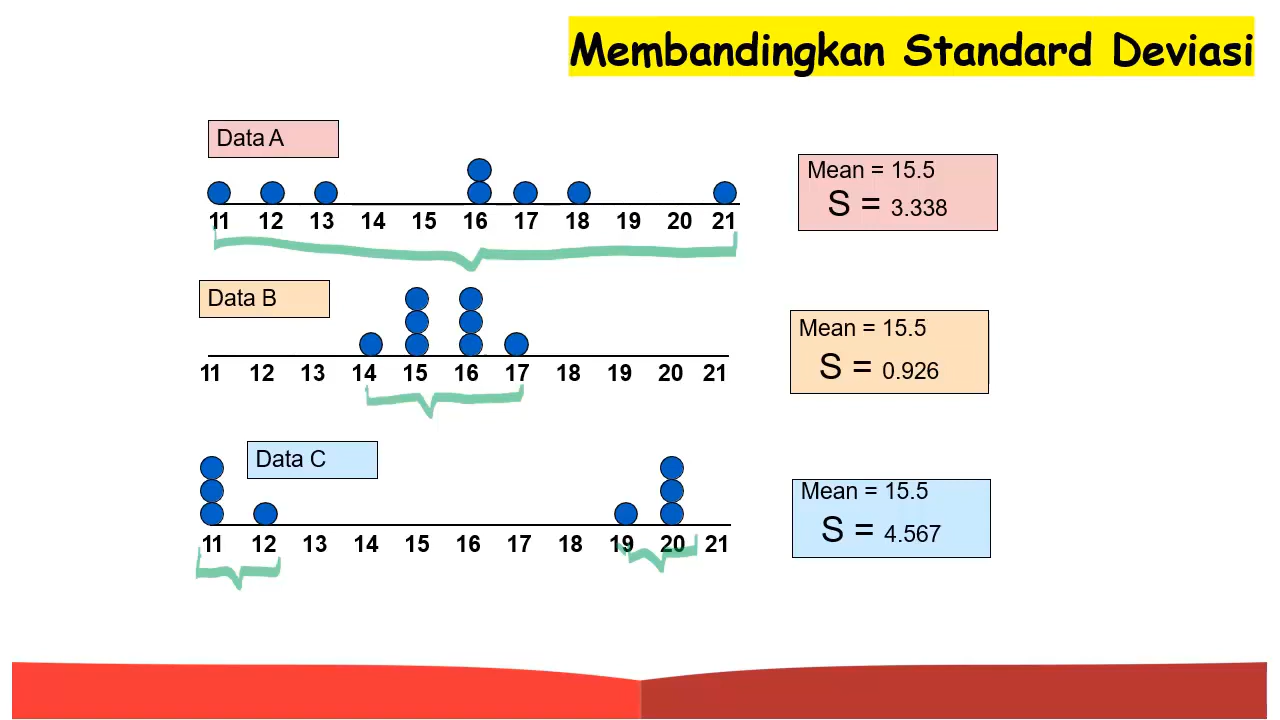 Membandingkan Standard Deviasi
Data A
Mean = 15.5
S = 3.338
11 12 13 14 15 16 17 18 19 20 21
Data B
Mean = 15.5
S = 0.926
11 12 13 14 15 16 17 18 19 20 21
Data C
Mean = 15.5
S = 4.567
11 12 13 14 15 16 17 18 19 20 21